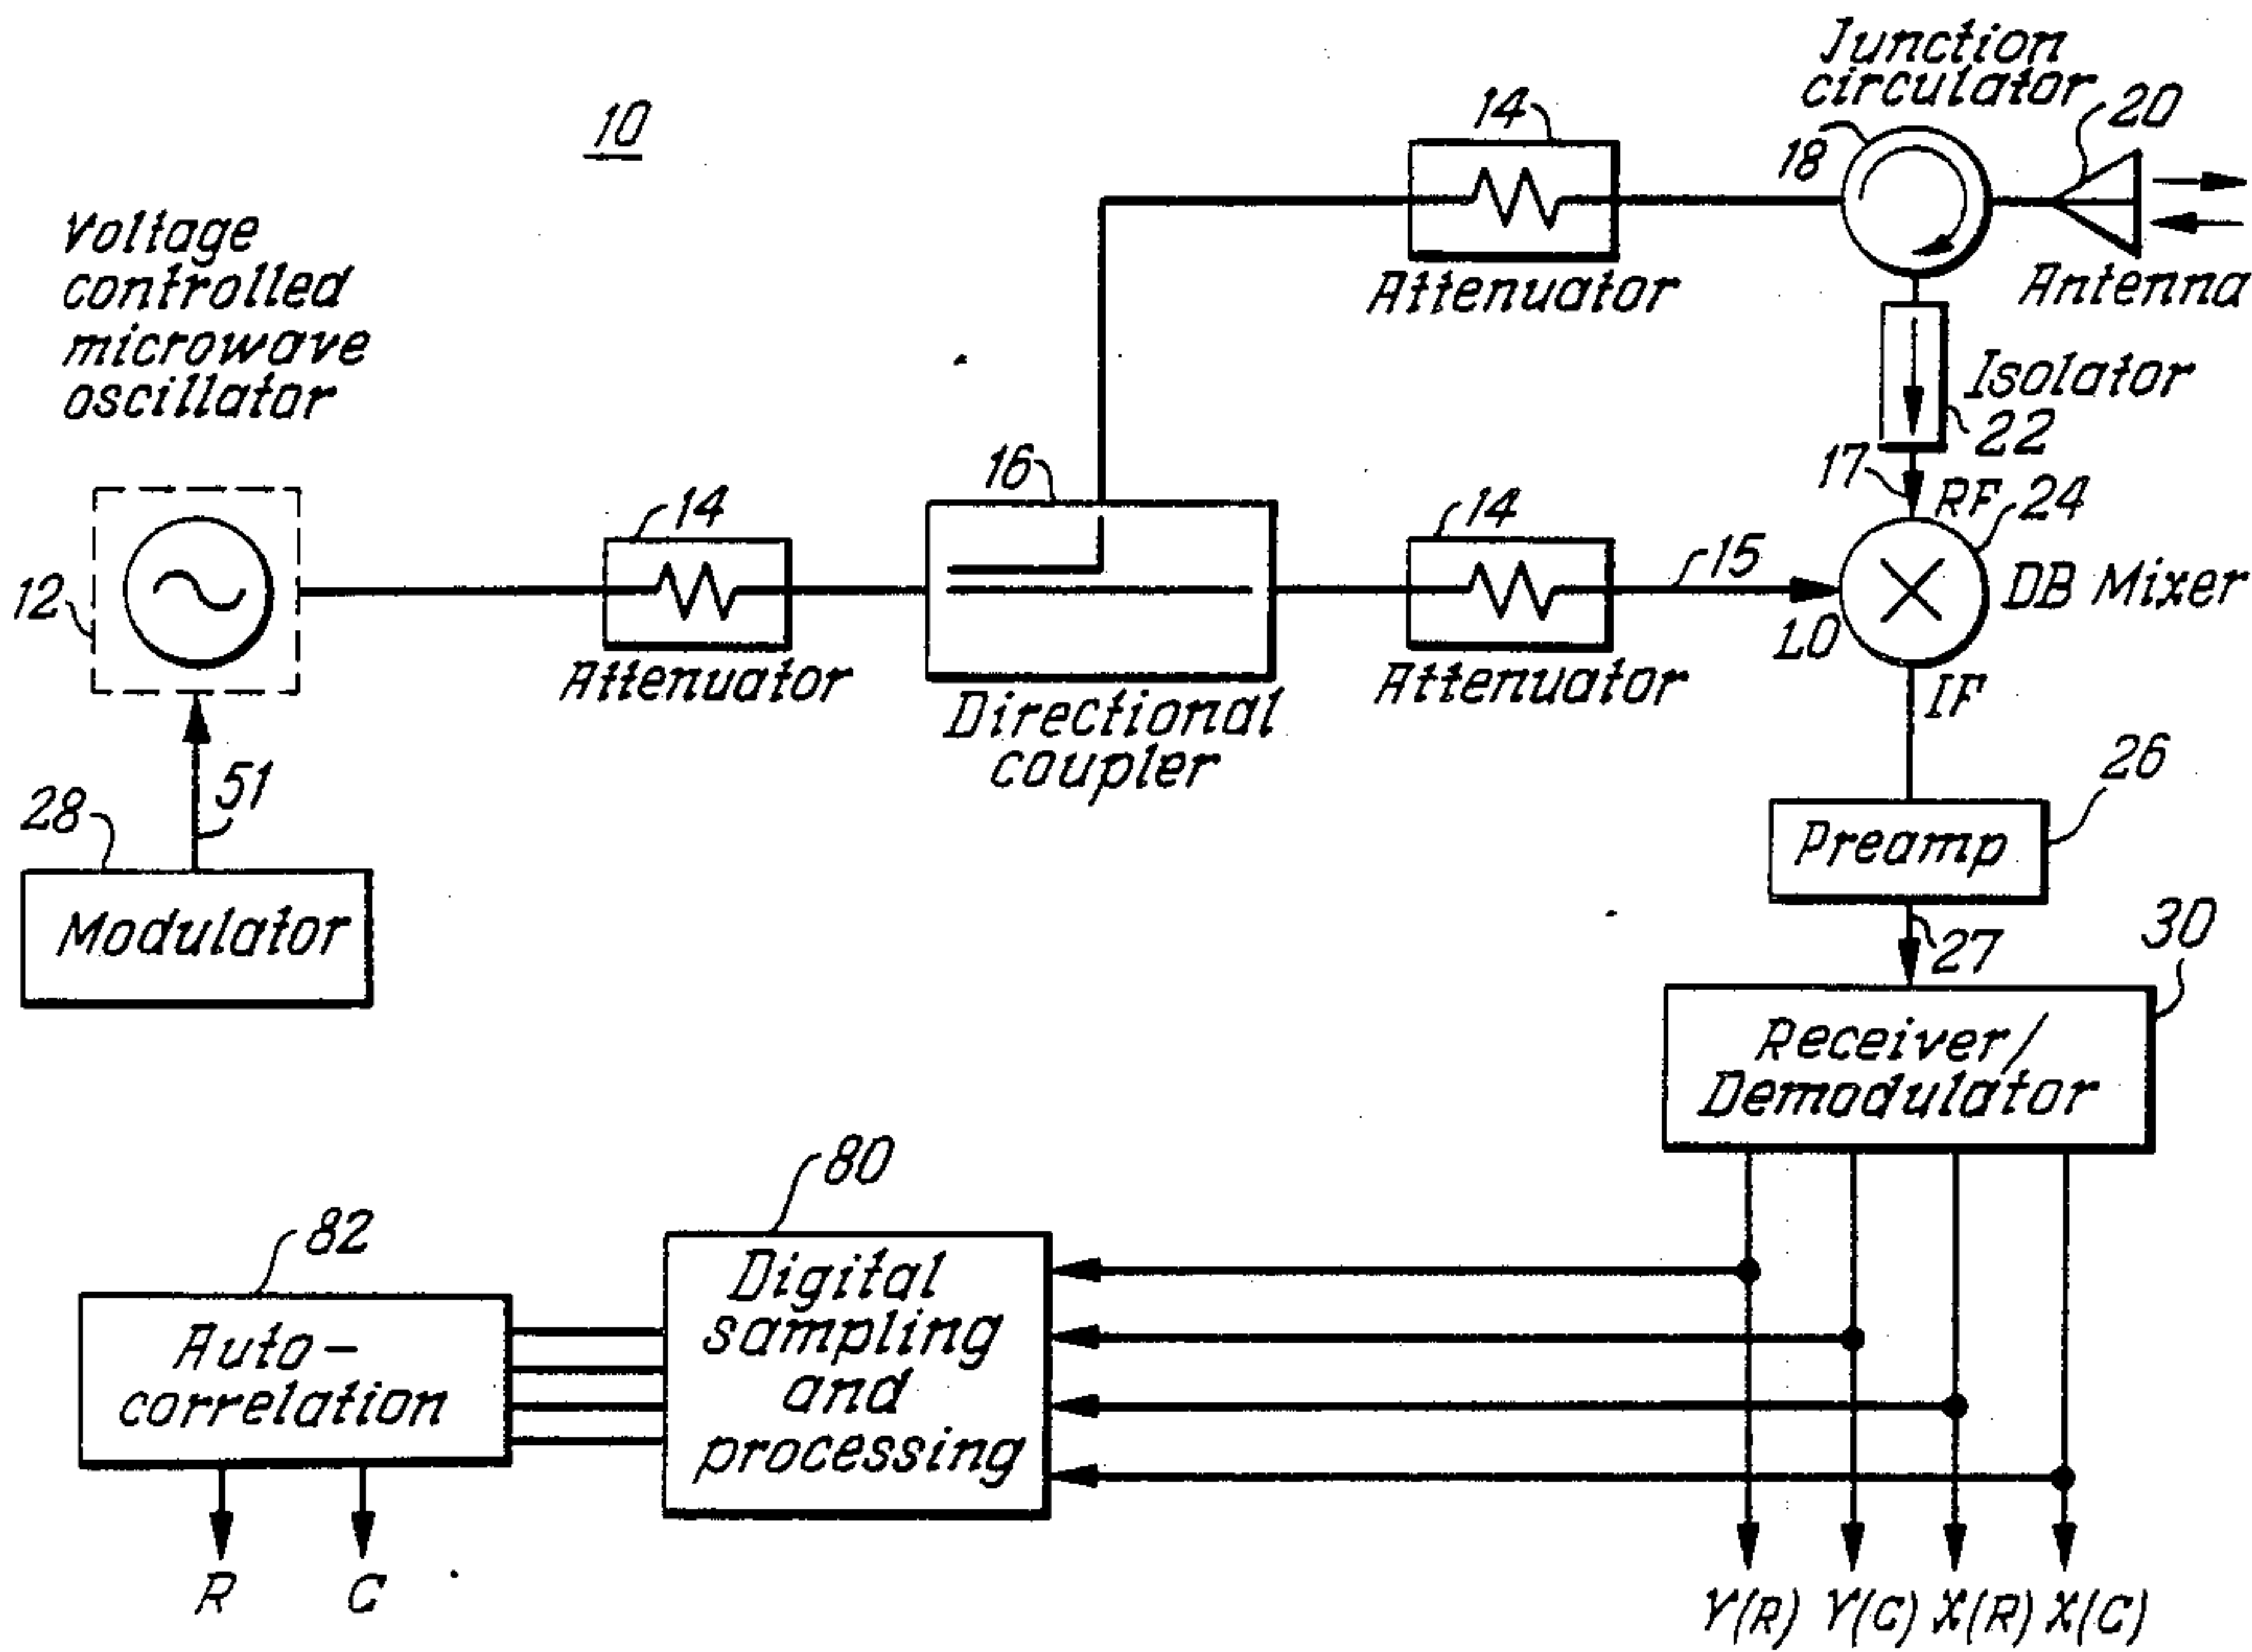 Junction
circulator
10
14
18
20
Voltage
controlled
microwave
oscillator
Attenuator
Antenna
Isolator
22
17
RF
24
16
14
14
15
12
DB Mixer
LO
Attenuator
Attenuator
IF
Directional
coupler
51
26
28
Preamp
Modulator
27
30
Receiver/
Demodulator
80
82
Digital
sampling
and
processing
Auto-
correlation
R
C
Y(R)
Y(C)
X(R)
X(C)